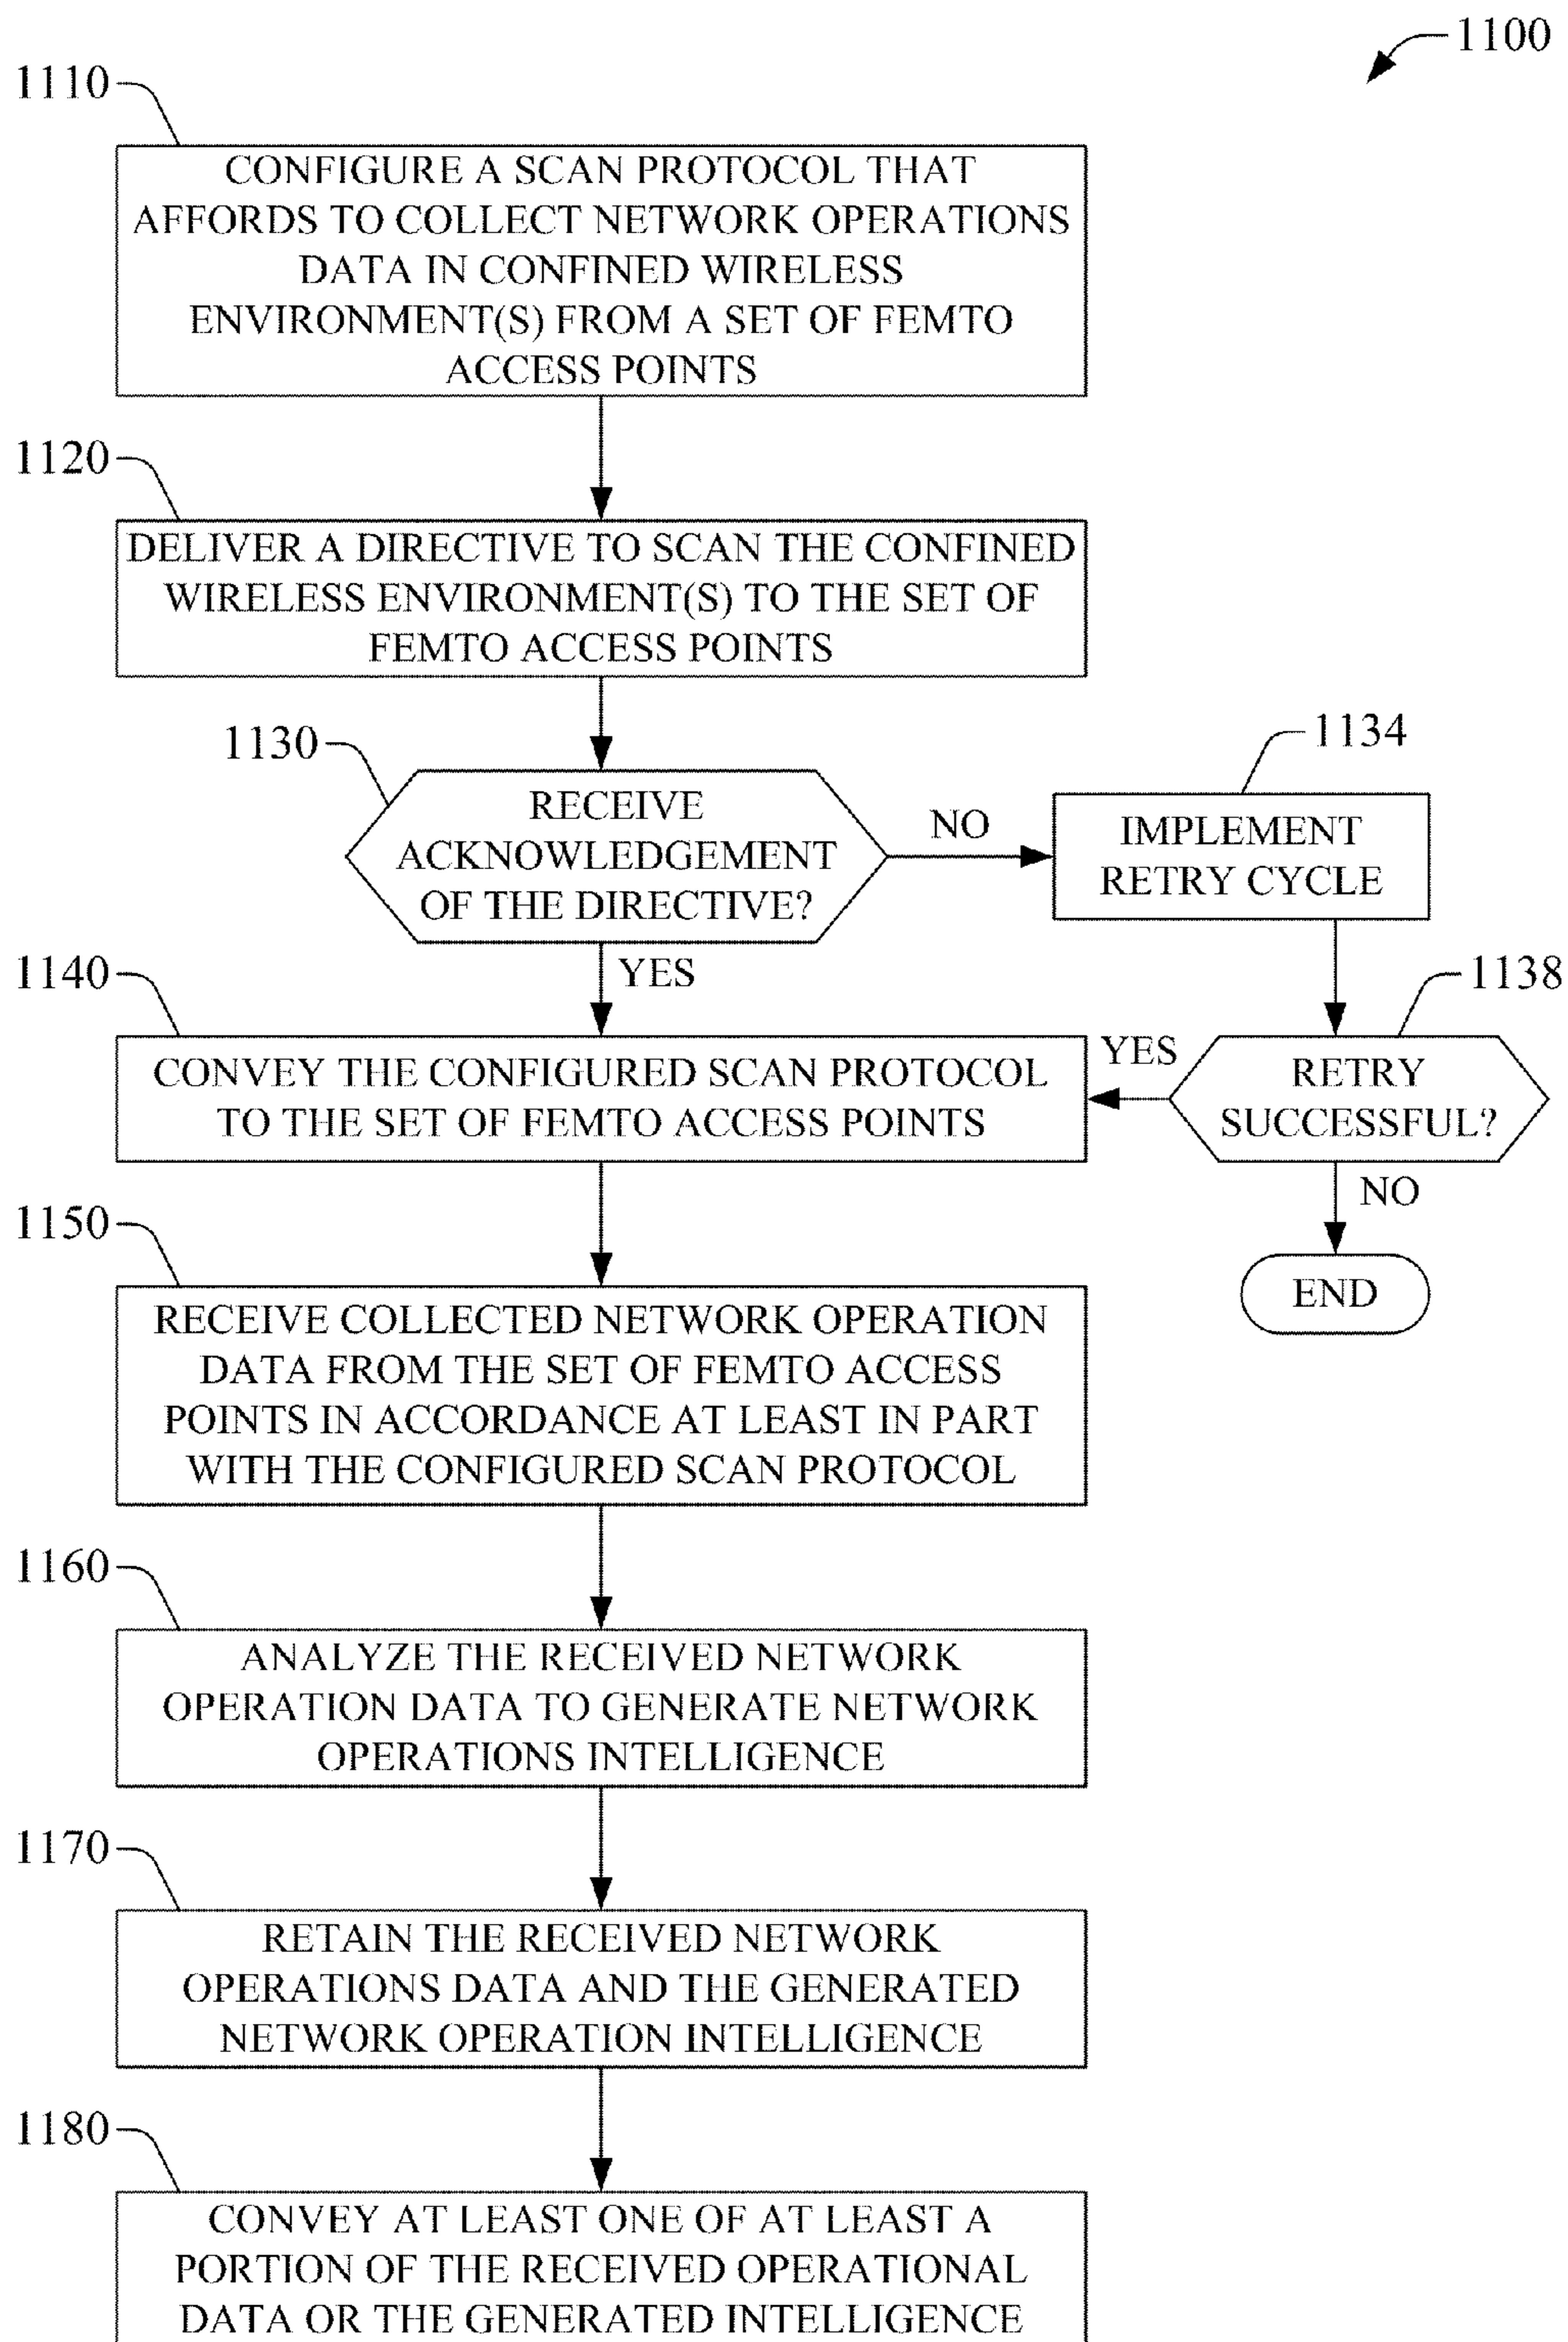 1100
1110
CONFIGURE A SCAN PROTOCOL THAT
AFFORDS TO COLLECT NETWORK OPERATIONS
DATA IN CONFINED WIRELESS
ENVIRONMENT(S) FROM A SET OF FEMTO
ACCESS POINTS
1120
DELIVER A DIRECTIVE TO SCAN THE CONFINED
WIRELESS ENVIRONMENT(S) TO THE SET OF
FEMTO ACCESS POINTS
1130
RECEIVE
ACKNOWLEDGEMENT
OF THE DIRECTIVE?
NO
1134
IMPLEMENT
RETRY CYCLE
YES
1138
RETRY
SUCCESSFUL?
YES
NO
END
1140
CONVEY THE CONFIGURED SCAN PROTOCOL
TO THE SET OF FEMTO ACCESS POINTS
1150
RECEIVE COLLECTED NETWORK OPERATION
DATA FROM THE SET OF FEMTO ACCESS
POINTS IN ACCORDANCE AT LEAST IN PART
WITH THE CONFIGURED SCAN PROTOCOL
1160
ANALYZE THE RECEIVED NETWORK
OPERATION DATA TO GENERATE NETWORK
OPERATIONS INTELLIGENCE
1170
RETAIN THE RECEIVED NETWORK
OPERATIONS DATA AND THE GENERATED
NETWORK OPERATION INTELLIGENCE
1180
CONVEY AT LEAST ONE OF AT LEAST A
PORTION OF THE RECEIVED OPERATIONAL
DATA OR THE GENERATED INTELLIGENCE